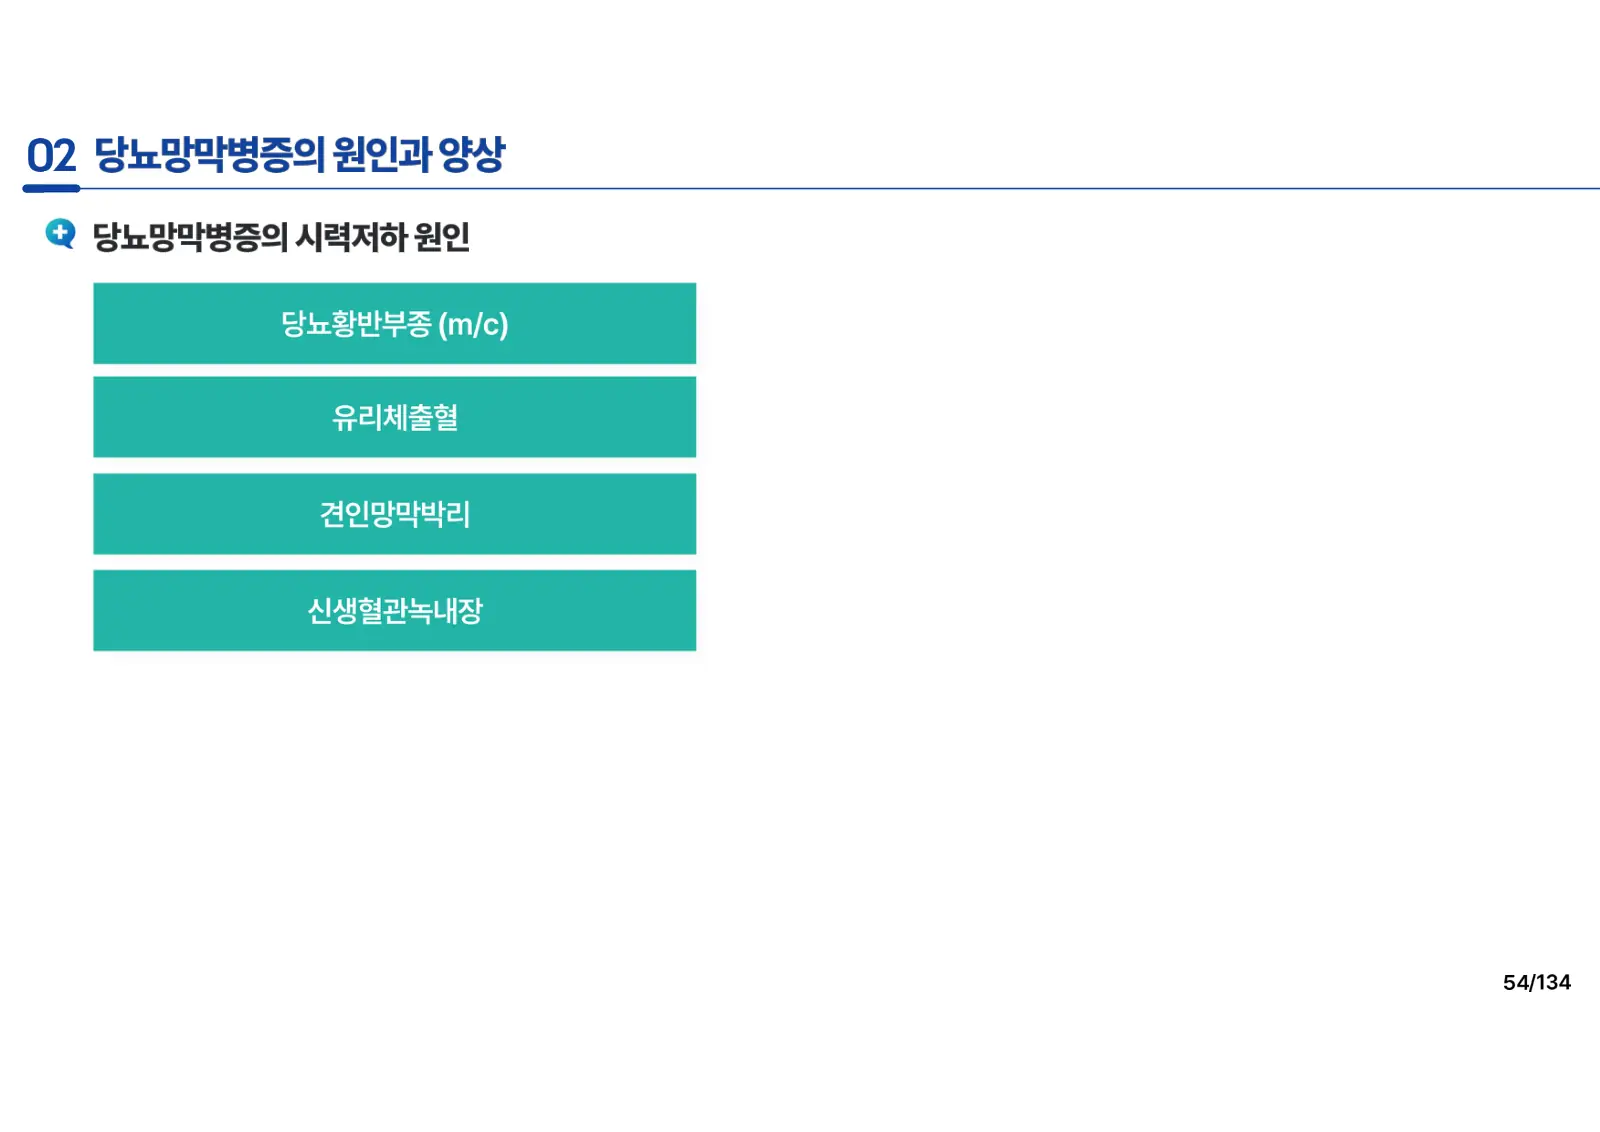 02 당뇨망막병증의 원인과 양상
당뇨망막병증의 시력저하 원인
당뇨황반부종 (m/c)
유리체출혈
견인망막박리
신생혈관녹내장
54/134